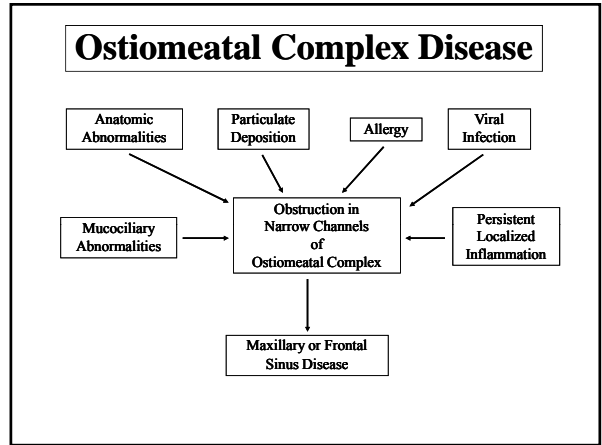 Ostiomeatal Complex Disease
Anatomic
Abnormalities
Particulate
Deposition
Allergy
Viral
Infection
Mucociliary
Abnormalities
Obstruction in
Narrow Channels
of
Ostiomeatal Complex
Persistent
Localized
Inflammation
Maxillary or Frontal
Sinus Disease